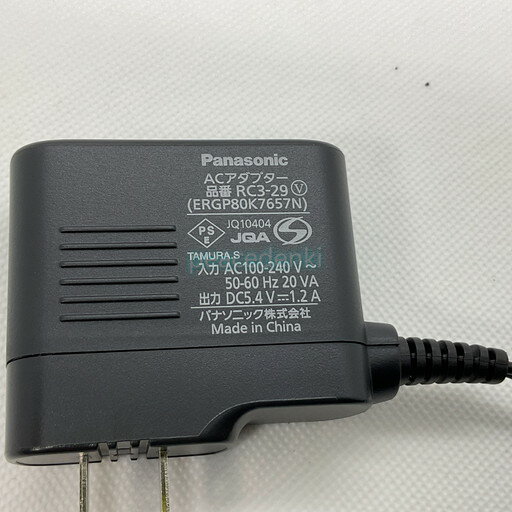 Panasonic
ACアダプター
品番 RC3-29 Ⓥ
(ERGP80K7657N)
PS
E
JQ10404
JQA
S
TAMURA.S
入力 AC100-240 V ~
50-60 Hz 20 VA
出力 DC5.4 V⎓1.2 A
パナソニック株式会社
Made in China